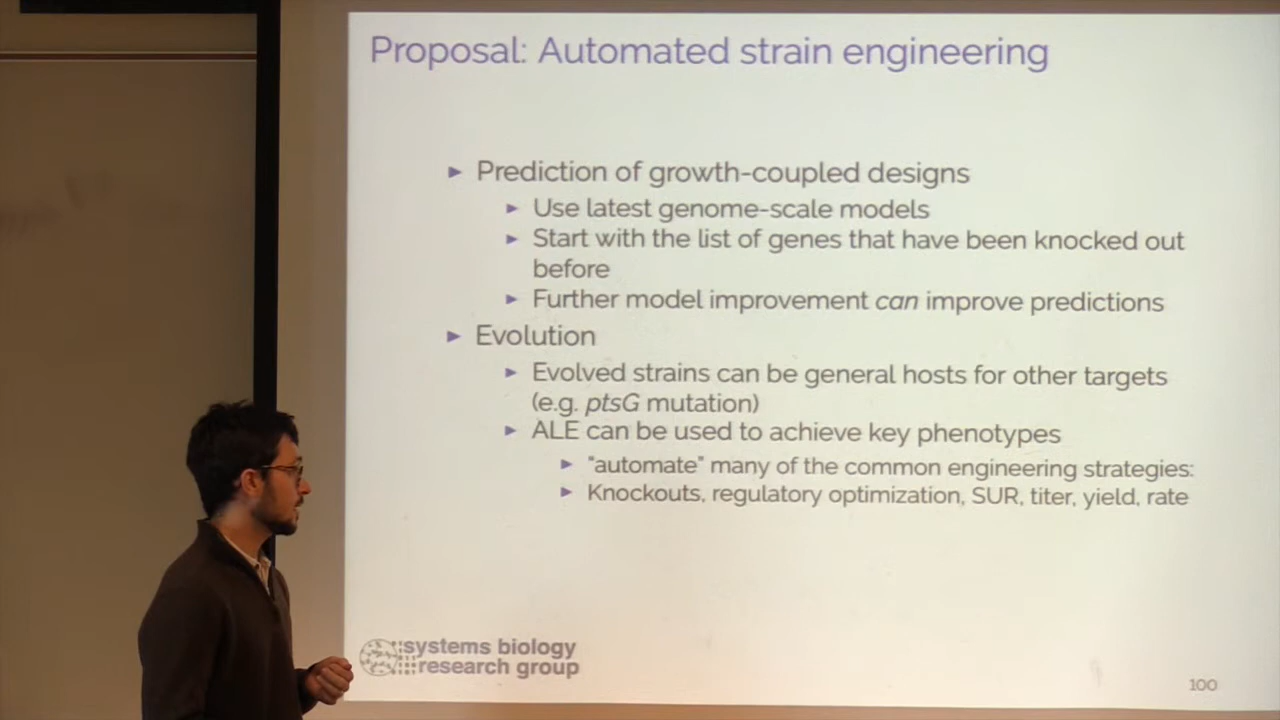 Proposal: Automated strain engineering
Prediction of growth-coupled designs
Use latest genome-scale models
Start with the list of genes that have been knocked out
before
Further model improvement can improve predictions
Evolution
Evolved strains can be general hosts for other targets
(e.g. ptsG mutation)
ALE can be used to achieve key phenotypes
"automate" many of the common engineering strategies:
Knockouts, regulatory optimization, SUR, titer, yield, rate
systems biology
research group
100